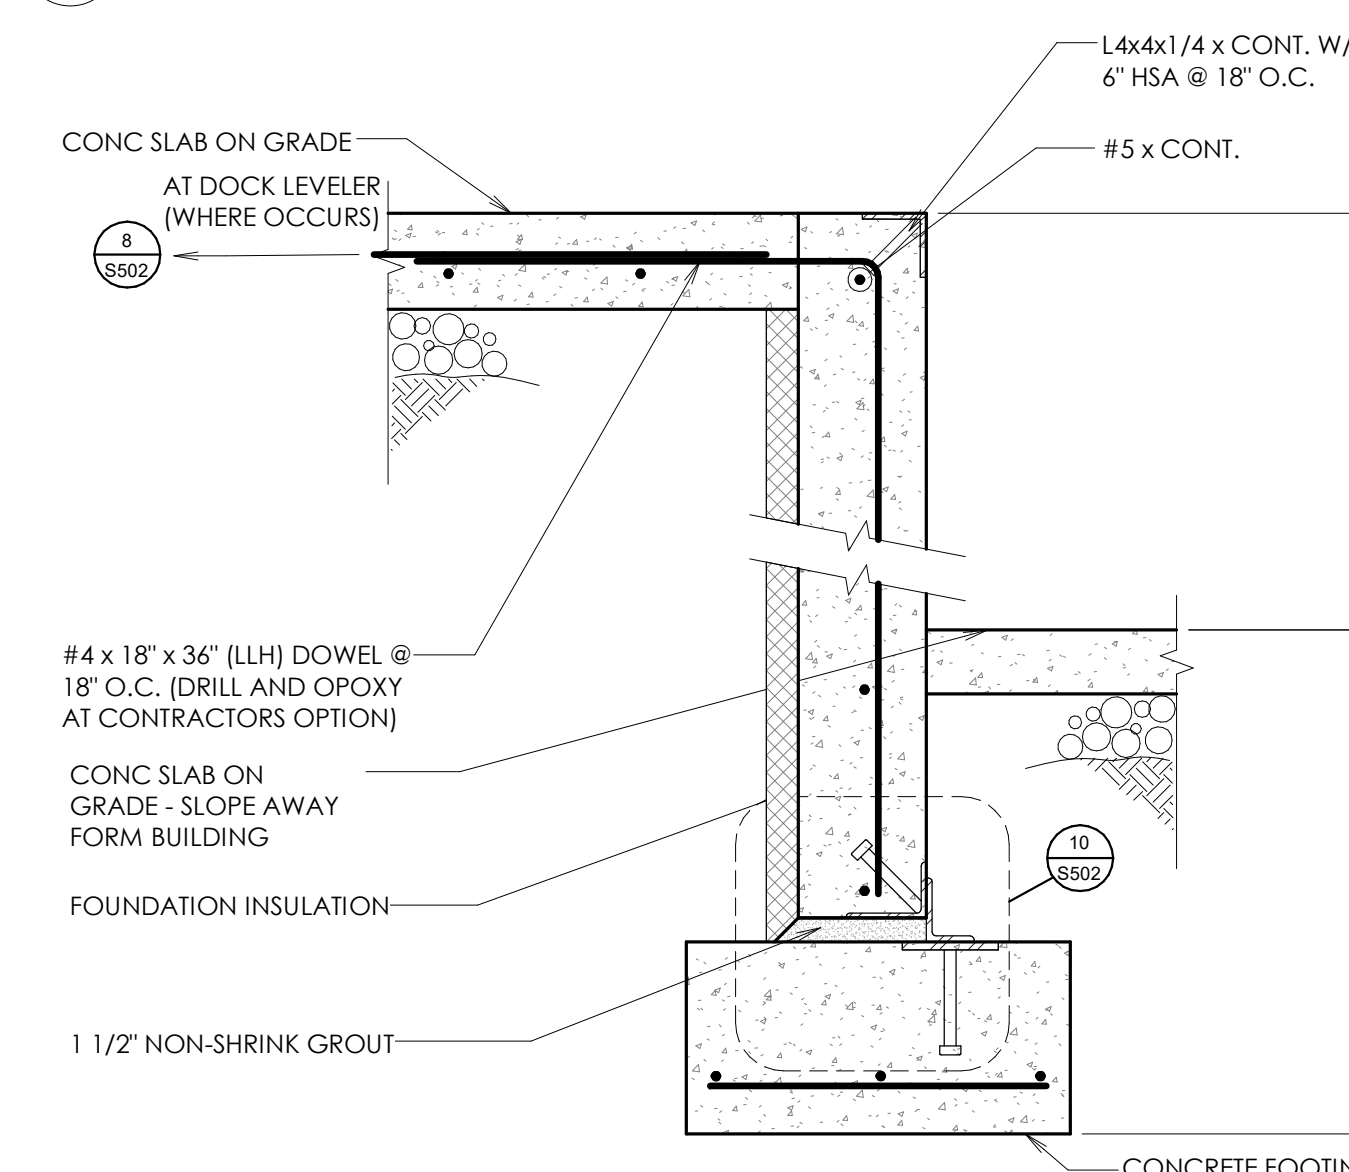 L4x4x1/4 x CONT. W/
6" HSA @ 18" O.C.
CONC SLAB ON GRADE
#5 x CONT.
AT DOCK LEVELER
(WHERE OCCURS)
8
S502
#4 x 18" x 36" (LLH) DOWEL @
18" O.C. (DRILL AND OPOXY
AT CONTRACTORS OPTION)
CONC SLAB ON
GRADE - SLOPE AWAY
FORM BUILDING
10
S502
FOUNDATION INSULATION
1 1/2" NON-SHRINK GROUT
CONCRETE FOOTIN